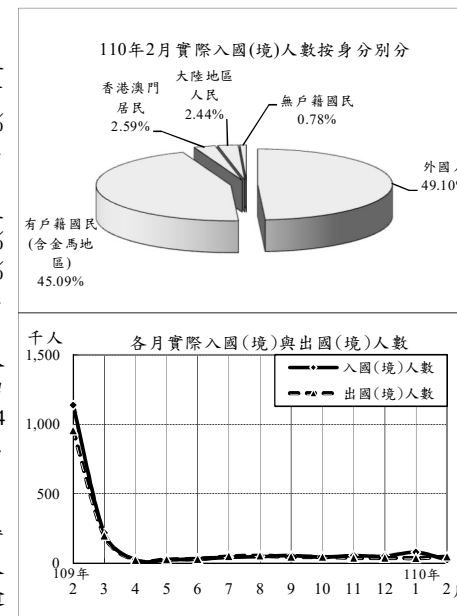 110年2月實際入國(境)人數按身分別分
香港澳門
居民
2.59%
大陸地區
人民
2.44%
無戶籍國民
0.78%
外國
49.10%
有戶籍國民
(含金馬地
區)
45.09%
千人
各月實際入國(境)與出國(境)人數
入國(境)人數
出國(境)人數
1,500
1,000
500
0
109年
110年
2 3 4 5 6 7 8 9 10 11 12 1 2